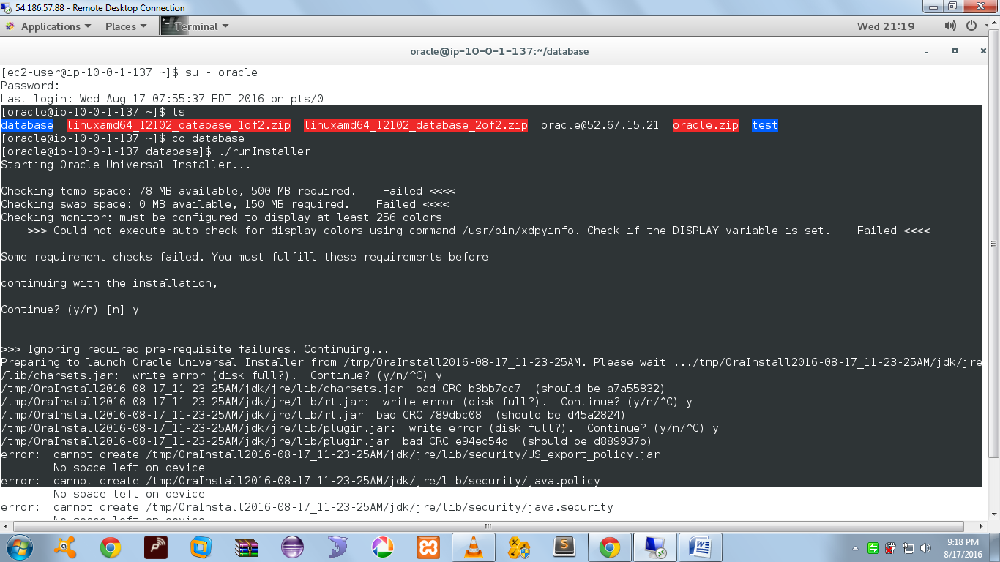 54.186.57.88 - Remote Desktop Connection
Applications Places Terminal Wed 21:19
oracle@ip-10-0-1-137:~/database
[ec2-user@ip-10-0-1-137 ~]$ su - oracle
Password:
Last login: Wed Aug 17 07:55:37 EDT 2016 on pts/0
[oracle@ip-10-0-1-137 ~]$ ls
database linuxamd64_12102_database_1of2.zip linuxamd64_12102_database_2of2.zip oracle@52.67.15.21 oracle.zip test
[oracle@ip-10-0-1-137 ~]$ cd database
[oracle@ip-10-0-1-137 database]$ ./runInstaller
Starting Oracle Universal Installer...
Checking temp space: 78 MB available, 500 MB required. Failed <<<<
Checking swap space: 0 MB available, 150 MB required. Failed <<<<
Checking monitor: must be configured to display at least 256 colors
>>> Could not execute auto check for display colors using command /usr/bin/xdpyinfo. Check if the DISPLAY variable is set. Failed <<<<
Some requirement checks failed. You must fulfill these requirements before
continuing with the installation,
Continue? (y/n) [n] y
>>> Ignoring required pre-requisite failures. Continuing...
Preparing to launch Oracle Universal Installer from /tmp/OraInstall2016-08-17_11-23-25AM. Please wait .../tmp/OraInstall2016-08-17_11-23-25AM/jdk/jre
/lib/charsets.jar: write error (disk full?). Continue? (y/n/^C) y
/tmp/OraInstall2016-08-17_11-23-25AM/jdk/jre/lib/charsets.jar bad CRC b3bb7cc7 (should be a7a55832)
/tmp/OraInstall2016-08-17_11-23-25AM/jdk/jre/lib/rt.jar: write error (disk full?). Continue? (y/n/^C) y
/tmp/OraInstall2016-08-17_11-23-25AM/jdk/jre/lib/rt.jar bad CRC 789dbc08 (should be d45a2824)
/tmp/OraInstall2016-08-17_11-23-25AM/jdk/jre/lib/plugin.jar: write error (disk full?). Continue? (y/n/^C) y
/tmp/OraInstall2016-08-17_11-23-25AM/jdk/jre/lib/plugin.jar bad CRC e94ec54d (should be d889937b)
error: cannot create /tmp/OraInstall2016-08-17_11-23-25AM/jdk/jre/lib/security/US_export_policy.jar
No space left on device
error: cannot create /tmp/OraInstall2016-08-17_11-23-25AM/jdk/jre/lib/security/java.policy
No space left on device
error: cannot create /tmp/OraInstall2016-08-17_11-23-25AM/jdk/jre/lib/security/java.security
No space left on device
9:18 PM
8/17/2016